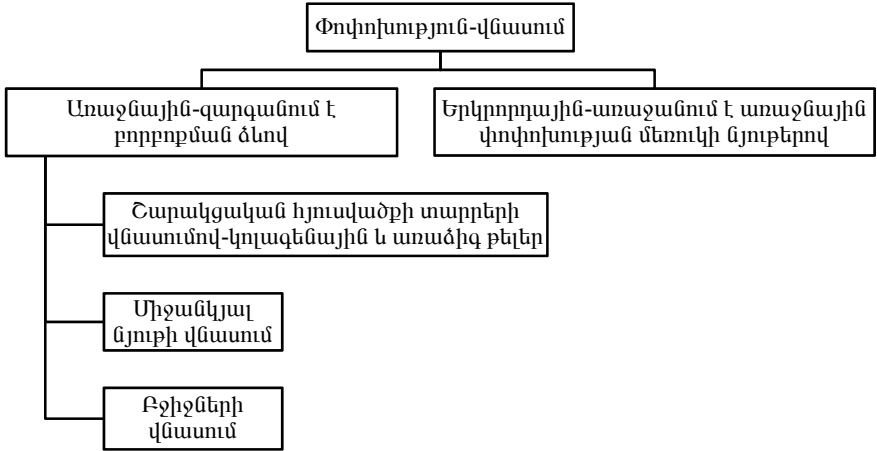 Փոփոխություն-վնասում
Առաջնային-զարգանում է
բորբոքման ձևով
Երկրորդային-առաջանում է առաջնային
փոփոխության մեռուկի նյութերով
Շարակցական հյուսվածքի տարրերի
վնասումով-կոլագենային և առաձիգ թելեր
Միջանկյալ
նյութի վնասում
Բջիջների
վնասում